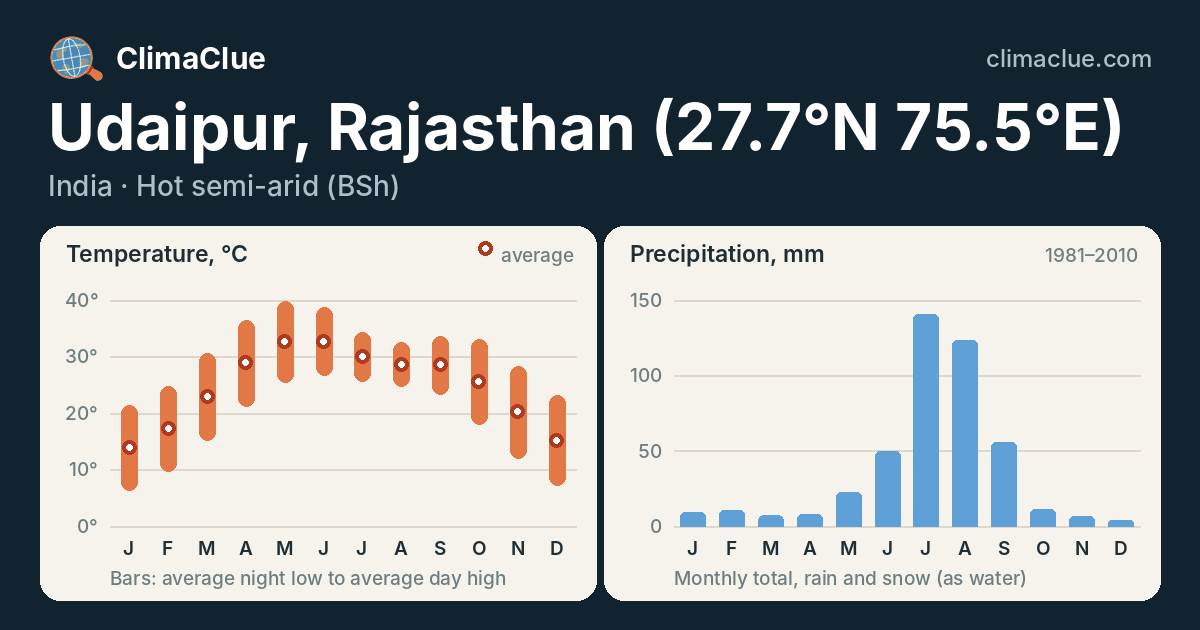 ClimaClue
climaclue.com
Udaipur, Rajasthan (27.7°N 75.5°E)
India · Hot semi-arid (BSh)
Temperature, °C
average
40°
30°
20°
10°
0°
J F M A M J J A S O N D
Bars: average night low to average day high
Precipitation, mm
1981–2010
150
100
50
0
J F M A M J J A S O N D
Monthly total, rain and snow (as water)